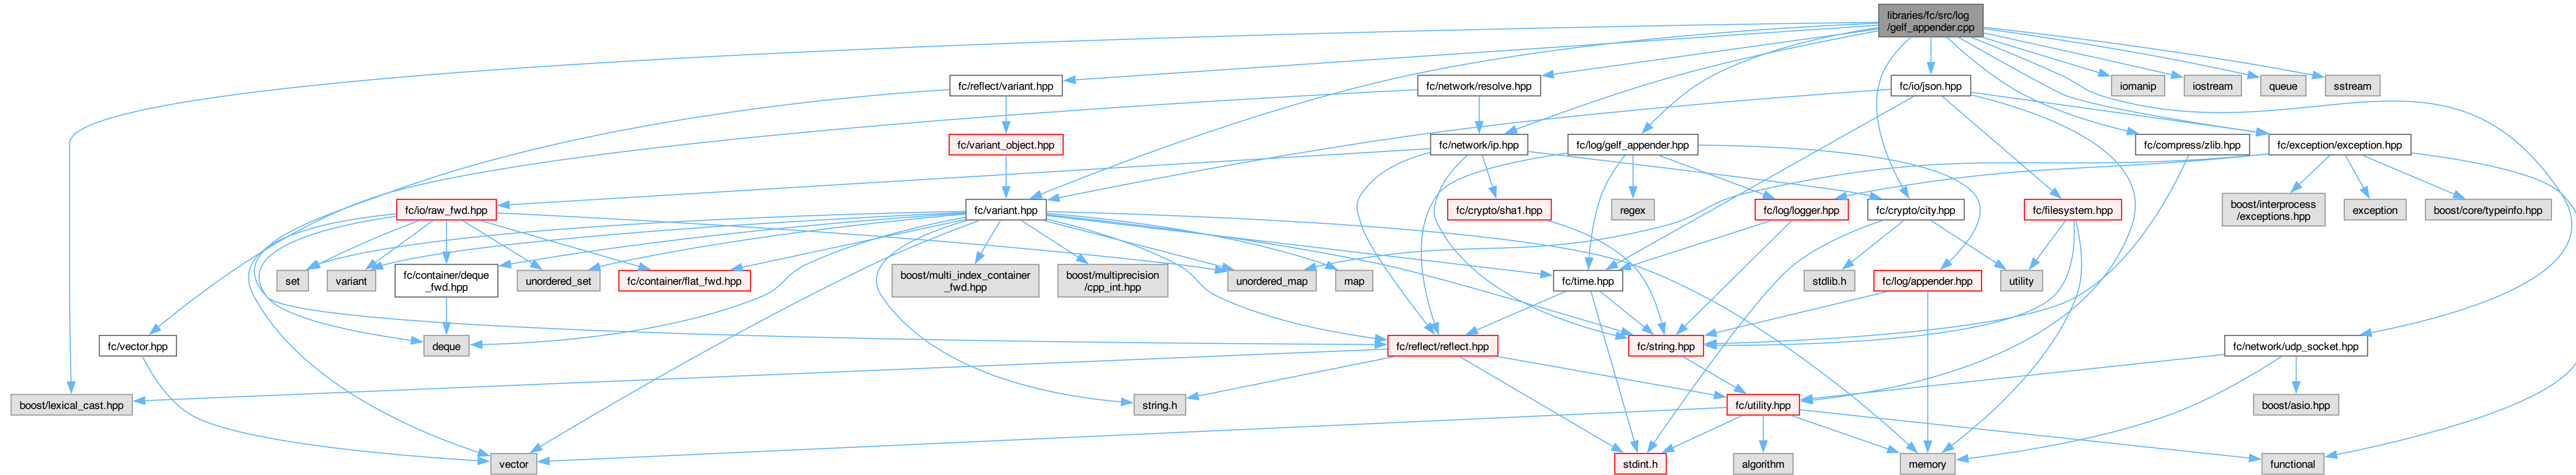 libraries/fc/src/log
/gelf_appender.cpp
fc/reflect/variant.hpp
fc/network/resolve.hpp
fc/io/json.hpp
iomanip
iostream
queue
sstream
fc/variant_object.hpp
fc/network/ip.hpp
fc/log/gelf_appender.hpp
fc/compress/zlib.hpp
fc/exception/exception.hpp
fc/io/raw_fwd.hpp
fc/variant.hpp
fc/crypto/sha1.hpp
regex
fc/log/logger.hpp
fc/crypto/city.hpp
fc/filesystem.hpp
boost/interprocess
/exceptions.hpp
exception
boost/core/typeinfo.hpp
set
variant
fc/container/deque
_fwd.hpp
unordered_set
fc/container/flat_fwd.hpp
boost/multi_index_container
_fwd.hpp
boost/multiprecision
/cpp_int.hpp
unordered_map
map
fc/time.hpp
stdlib.h
fc/log/appender.hpp
utility
fc/vector.hpp
deque
fc/reflect/reflect.hpp
fc/string.hpp
fc/network/udp_socket.hpp
boost/lexical_cast.hpp
string.h
fc/utility.hpp
boost/asio.hpp
vector
stdint.h
algorithm
memory
functional